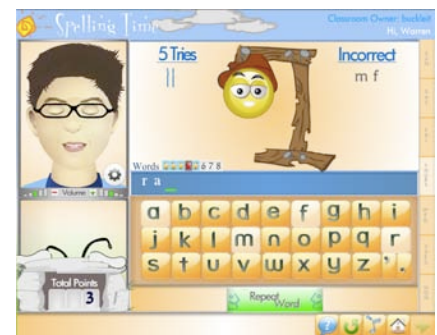 Spelling Time
Classroom Owner: buckleit
Hi, Warren
5 Tries
Incorrect
m f
Words 6 7 8
r a _
a b c d e f g h i
j k l m n o p q r
s t u v w x y z ' .
Volume
Total Points
3
Repeat Word